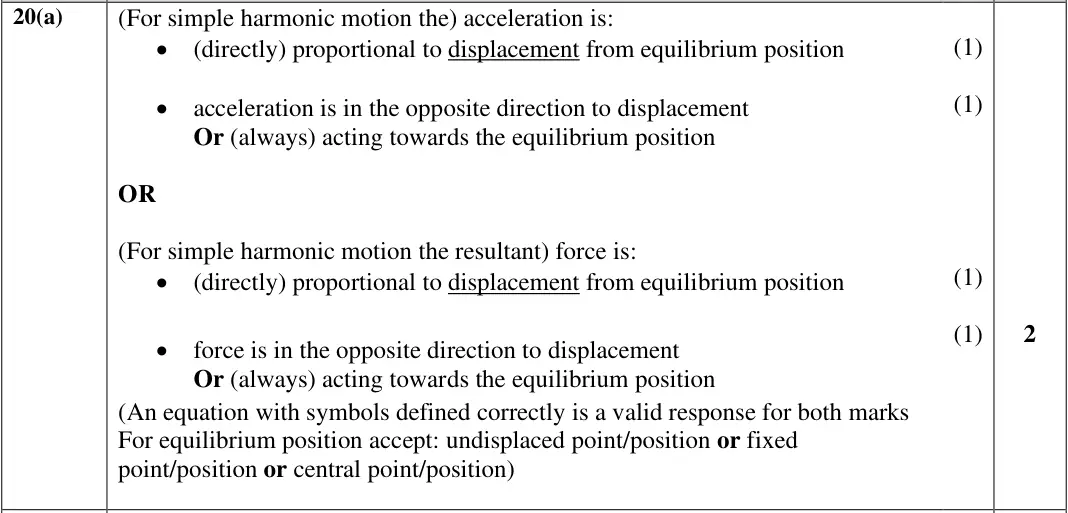 20(a)
(For simple harmonic motion the) acceleration is:
• (directly) proportional to displacement from equilibrium position (1)
• acceleration is in the opposite direction to displacement (1)
Or (always) acting towards the equilibrium position
OR
(For simple harmonic motion the resultant) force is:
• (directly) proportional to displacement from equilibrium position (1)
• force is in the opposite direction to displacement (1) 2
Or (always) acting towards the equilibrium position
(An equation with symbols defined correctly is a valid response for both marks
For equilibrium position accept: undisplaced point/position or fixed
point/position or central point/position)